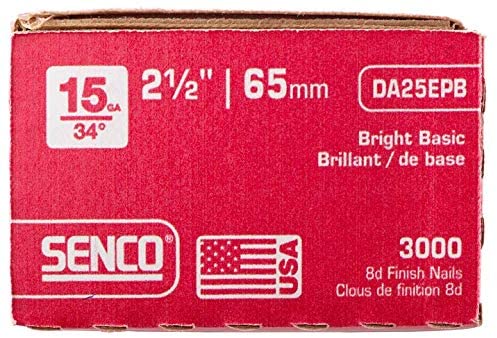 15GA
34°
2½" | 65mm
DA25EPB
Bright Basic
Brillant / de base
SENCO®
USA
3000
8d Finish Nails
Clous de finition 8d